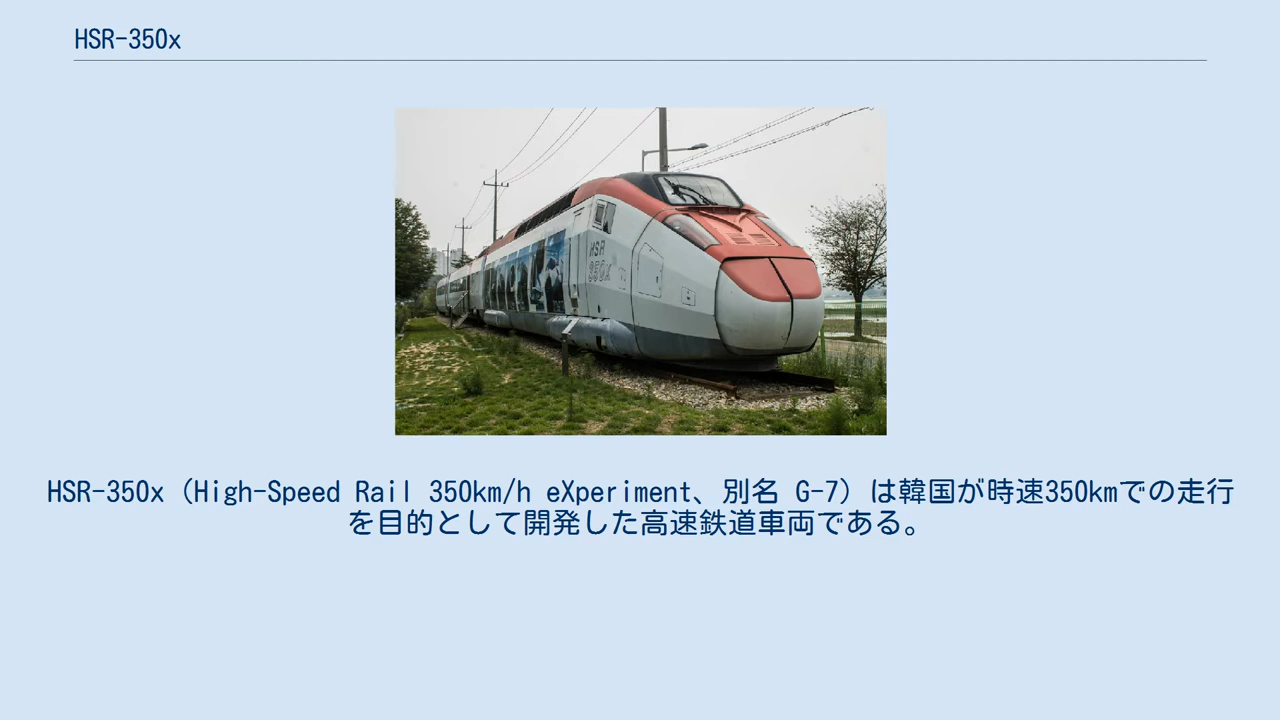 HSR-350x
HSR
350x
HSR-350x（High-Speed Rail 350km/h eXperiment、別名 G-7）は韓国が時速350kmでの走行
を目的として開発した高速鉄道車両である。